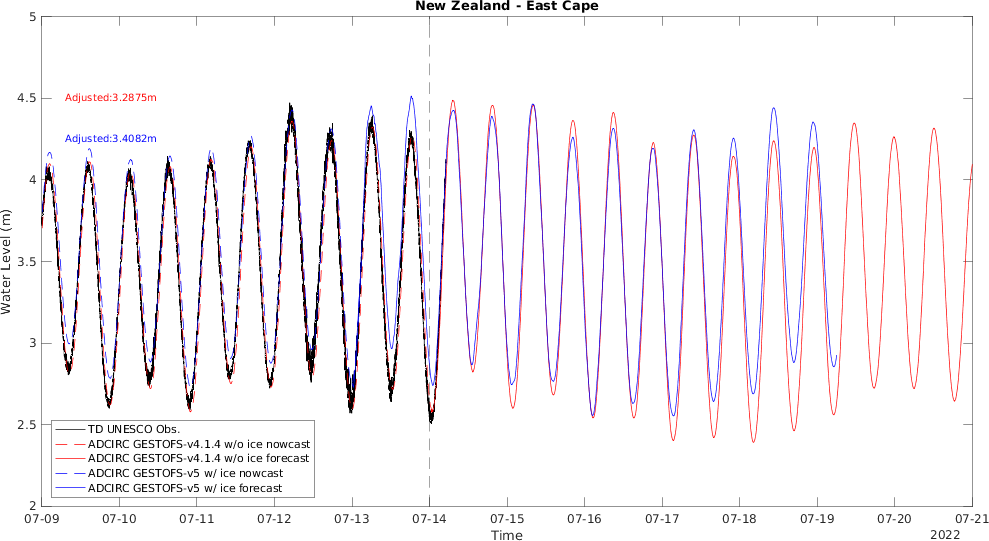 New Zealand - East Cape
5
4.5
4
3.5
3
2.5
2
Water Level (m)
Adjusted:3.2875m
Adjusted:3.4082m
TD UNESCO Obs.
ADCIRC GESTOFS-v4.1.4 w/o ice nowcast
ADCIRC GESTOFS-v4.1.4 w/o ice forecast
ADCIRC GESTOFS-v5 w/ ice nowcast
ADCIRC GESTOFS-v5 w/ ice forecast
07-09 07-10 07-11 07-12 07-13 07-14 07-15 07-16 07-17 07-18 07-19 07-20 07-21
Time
2022